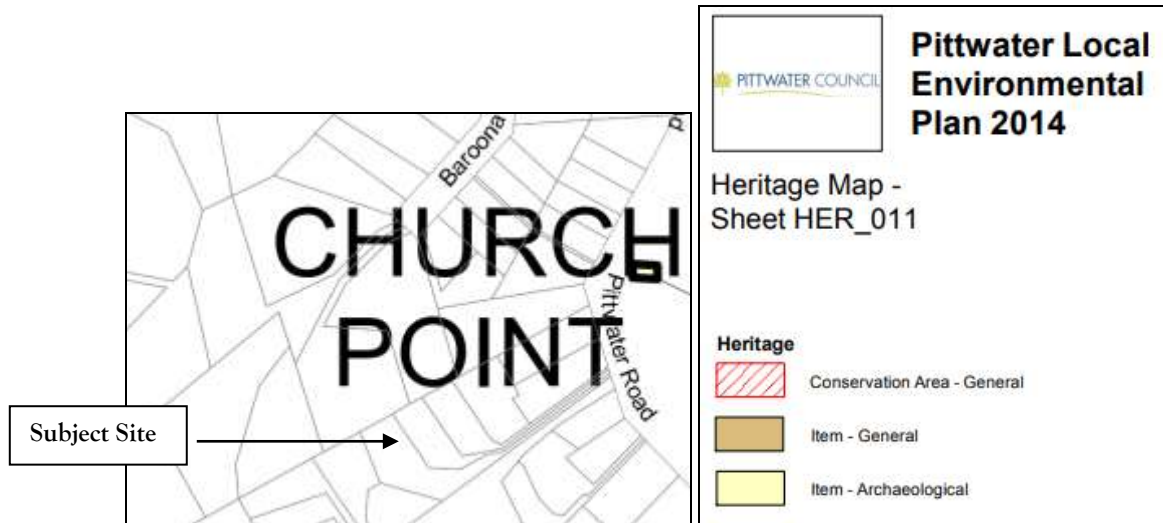 Baroona
CHURCH
POINT
Pittwater Road
Subject Site
PITTWATER COUNCIL
Pittwater Local
Environmental
Plan 2014
Heritage Map -
Sheet HER_011
Heritage
Conservation Area - General
Item - General
Item - Archaeological